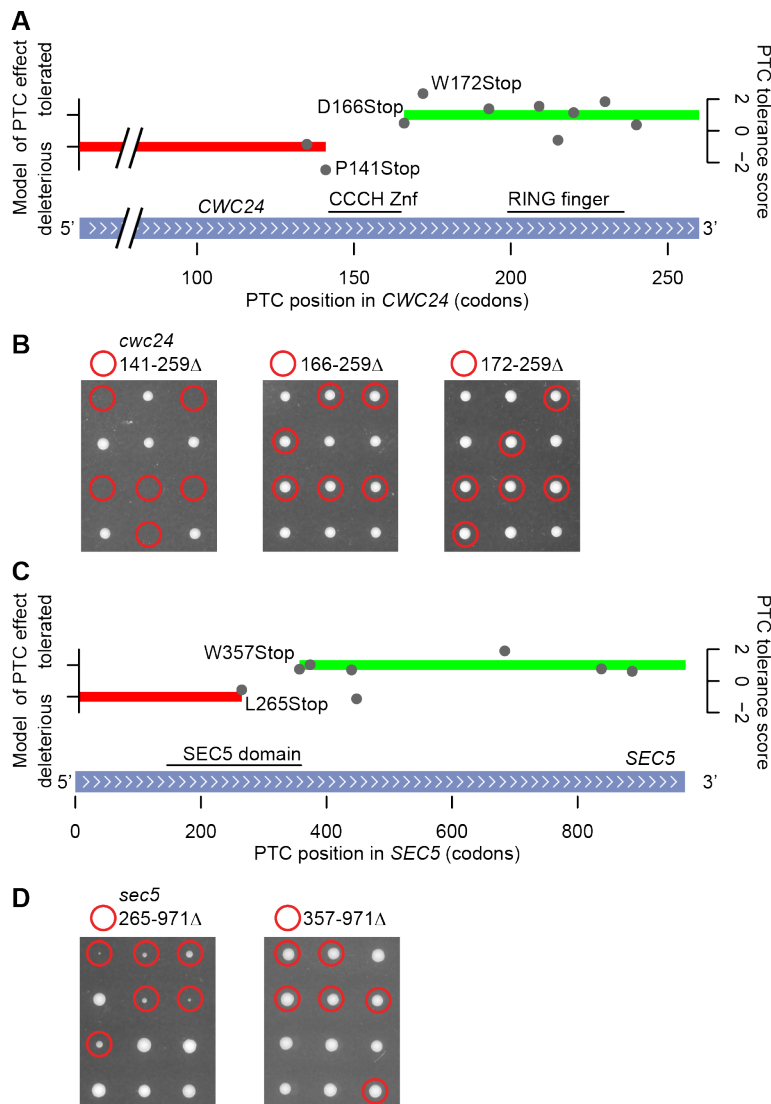 A
Model of PTC effect
deleterious tolerated
W172Stop
D166Stop
P141Stop
2
0
−2
PTC tolerance score
CWC24
CCCH Znf
RING finger
5’
3’
100 150 200 250
PTC position in CWC24 (codons)
B
cwc24
141-259Δ
166-259Δ
172-259Δ
C
Model of PTC effect
deleterious tolerated
W357Stop
L265Stop
2
0
−2
PTC tolerance score
SEC5 domain
SEC5
5’
3’
0 200 400 600 800
PTC position in SEC5 (codons)
D
sec5
265-971Δ
357-971Δ